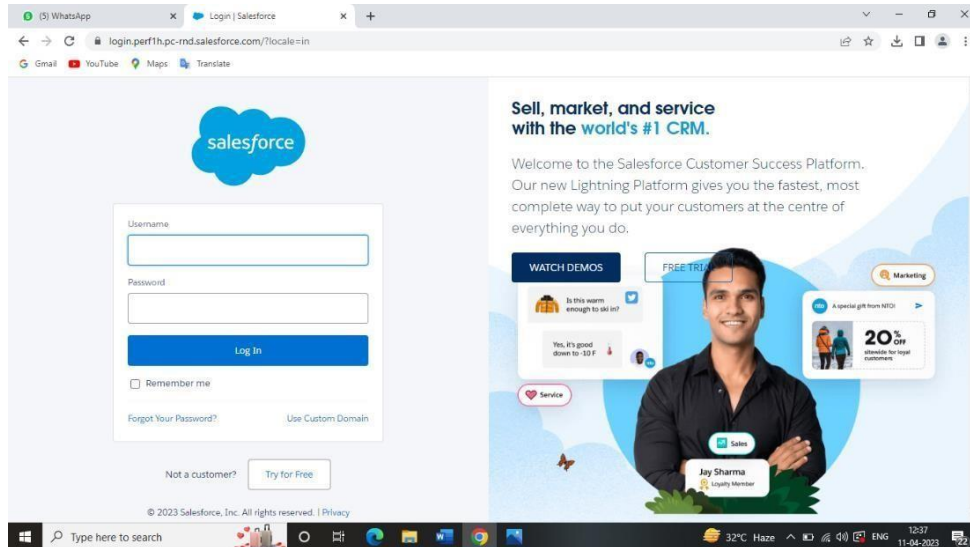 (5) WhatsApp
Login | Salesforce
login.perf1h.pc-rnd.salesforce.com/?locale=in
Gmail
YouTube
Maps
Translate
salesforce
Username
Password
Log In
Remember me
Forgot Your Password?
Use Custom Domain
Not a customer?
Try for Free
© 2023 Salesforce, Inc. All rights reserved. | Privacy
Sell, market, and service
with the world's #1 CRM.
Welcome to the Salesforce Customer Success Platform.
Our new Lightning Platform gives you the fastest, most
complete way to put your customers at the centre of
everything you do.
WATCH DEMOS
FREE TRIA
Marketing
Is this warm
enough to ski in?
Yes, it's good
down to -10 F
Service
A special gift from NTO!
20% OFF
sitewide for loyal
customers
Sales
Jay Sharma
Loyalty Member
Type here to search
32°C Haze
ENG
12:37
11-04-2023
22